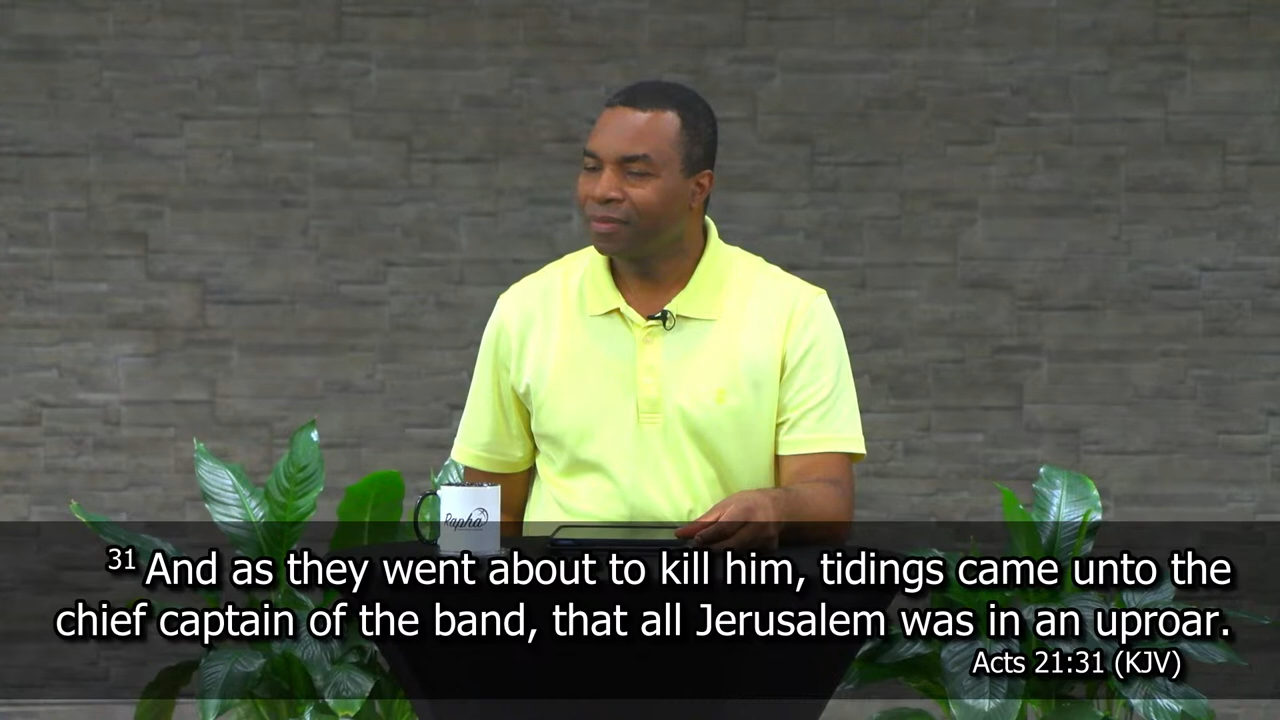 Rapha
31 And as they went about to kill him, tidings came unto the
chief captain of the band, that all Jerusalem was in an uproar.
Acts 21:31 (KJV)